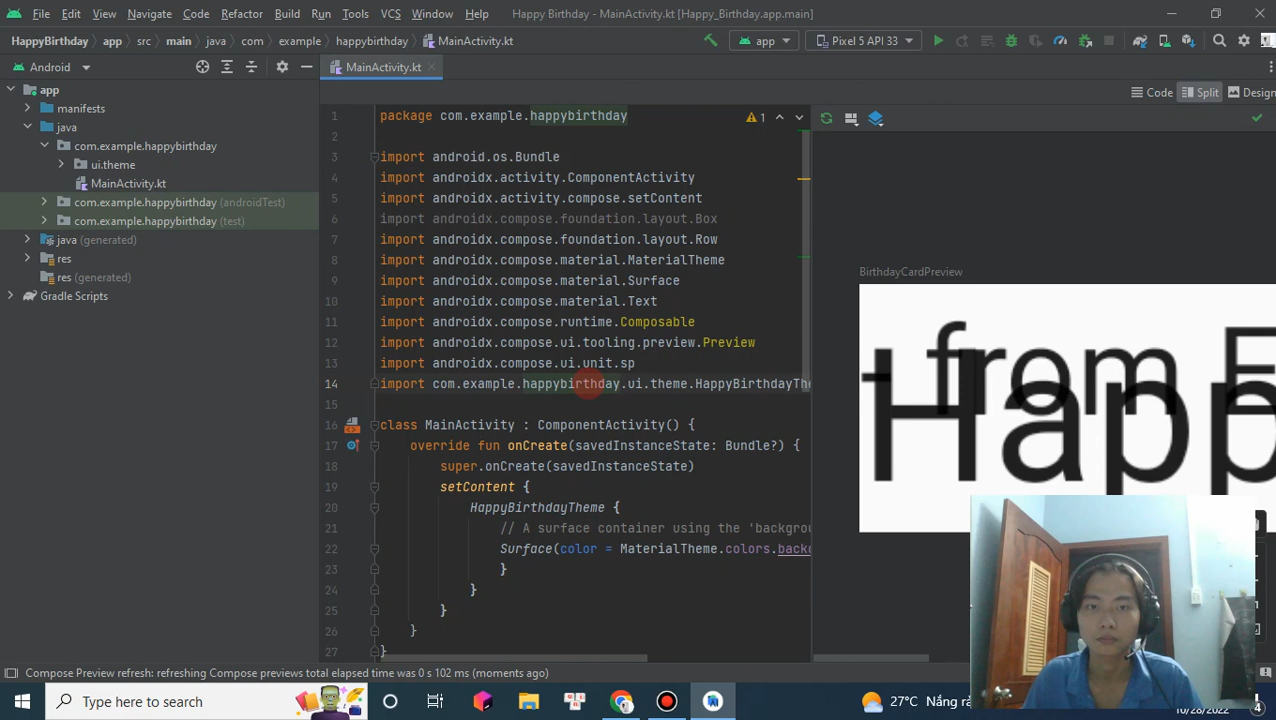 File Edit View Navigate Code Refactor Build Run Tools VCS Window Help Happy Birthday - MainActivity.kt [Happy_Birthday.app.main]
HappyBirthday app src main java com example happybirthday MainActivity.kt app Pixel 5 API 33
Android MainActivity.kt
Code Split Design
app
manifests
java
com.example.happybirthday
ui.theme
MainActivity.kt
com.example.happybirthday (androidTest)
com.example.happybirthday (test)
java (generated)
res
res (generated)
Gradle Scripts
1 package com.example.happybirthday
1
2
3 import android.os.Bundle
4 import androidx.activity.ComponentActivity
5 import androidx.activity.compose.setContent
6 import androidx.compose.foundation.layout.Box
7 import androidx.compose.foundation.layout.Row
8 import androidx.compose.material.MaterialTheme
9 import androidx.compose.material.Surface
10 import androidx.compose.material.Text
11 import androidx.compose.runtime.Composable
12 import androidx.compose.ui.tooling.preview.Preview
13 import androidx.compose.ui.unit.sp
14 import com.example.happybirthday.ui.theme.HappyBirthdayThe
15
16 class MainActivity : ComponentActivity() {
17 override fun onCreate(savedInstanceState: Bundle?) {
18 super.onCreate(savedInstanceState)
19 setContent {
20 HappyBirthdayTheme {
21 // A surface container using the 'backgrou
22 Surface(color = MaterialTheme.colors.backg
23 }
24 }
25 }
26 }
27 }
BirthdayCardPreview
- from E
Happ
Compose Preview refresh: refreshing Compose previews total elapsed time was 0 s 102 ms (moments ago)
Type here to search
27°C Nắng rả
10/28/2022
4